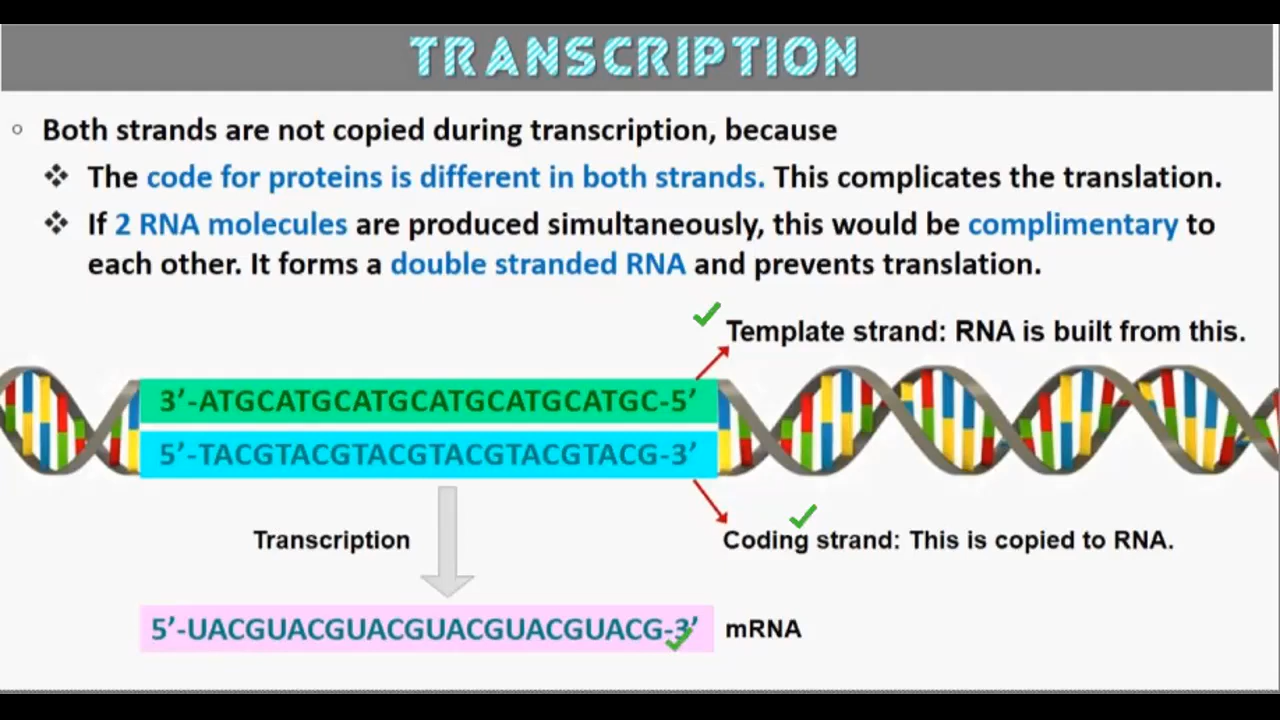 TRANSCRIPTION
Both strands are not copied during transcription, because
The code for proteins is different in both strands. This complicates the translation.
If 2 RNA molecules are produced simultaneously, this would be complimentary to
each other. It forms a double stranded RNA and prevents translation.
Template strand: RNA is built from this.
3’-ATGCATGCATGCATGCATGCATGC-5’
5’-TACGTACGTACGTACGTACGTACG-3’
Transcription
Coding strand: This is copied to RNA.
5’-UACGUACGUACGUACGUACGUACG-3’
mRNA